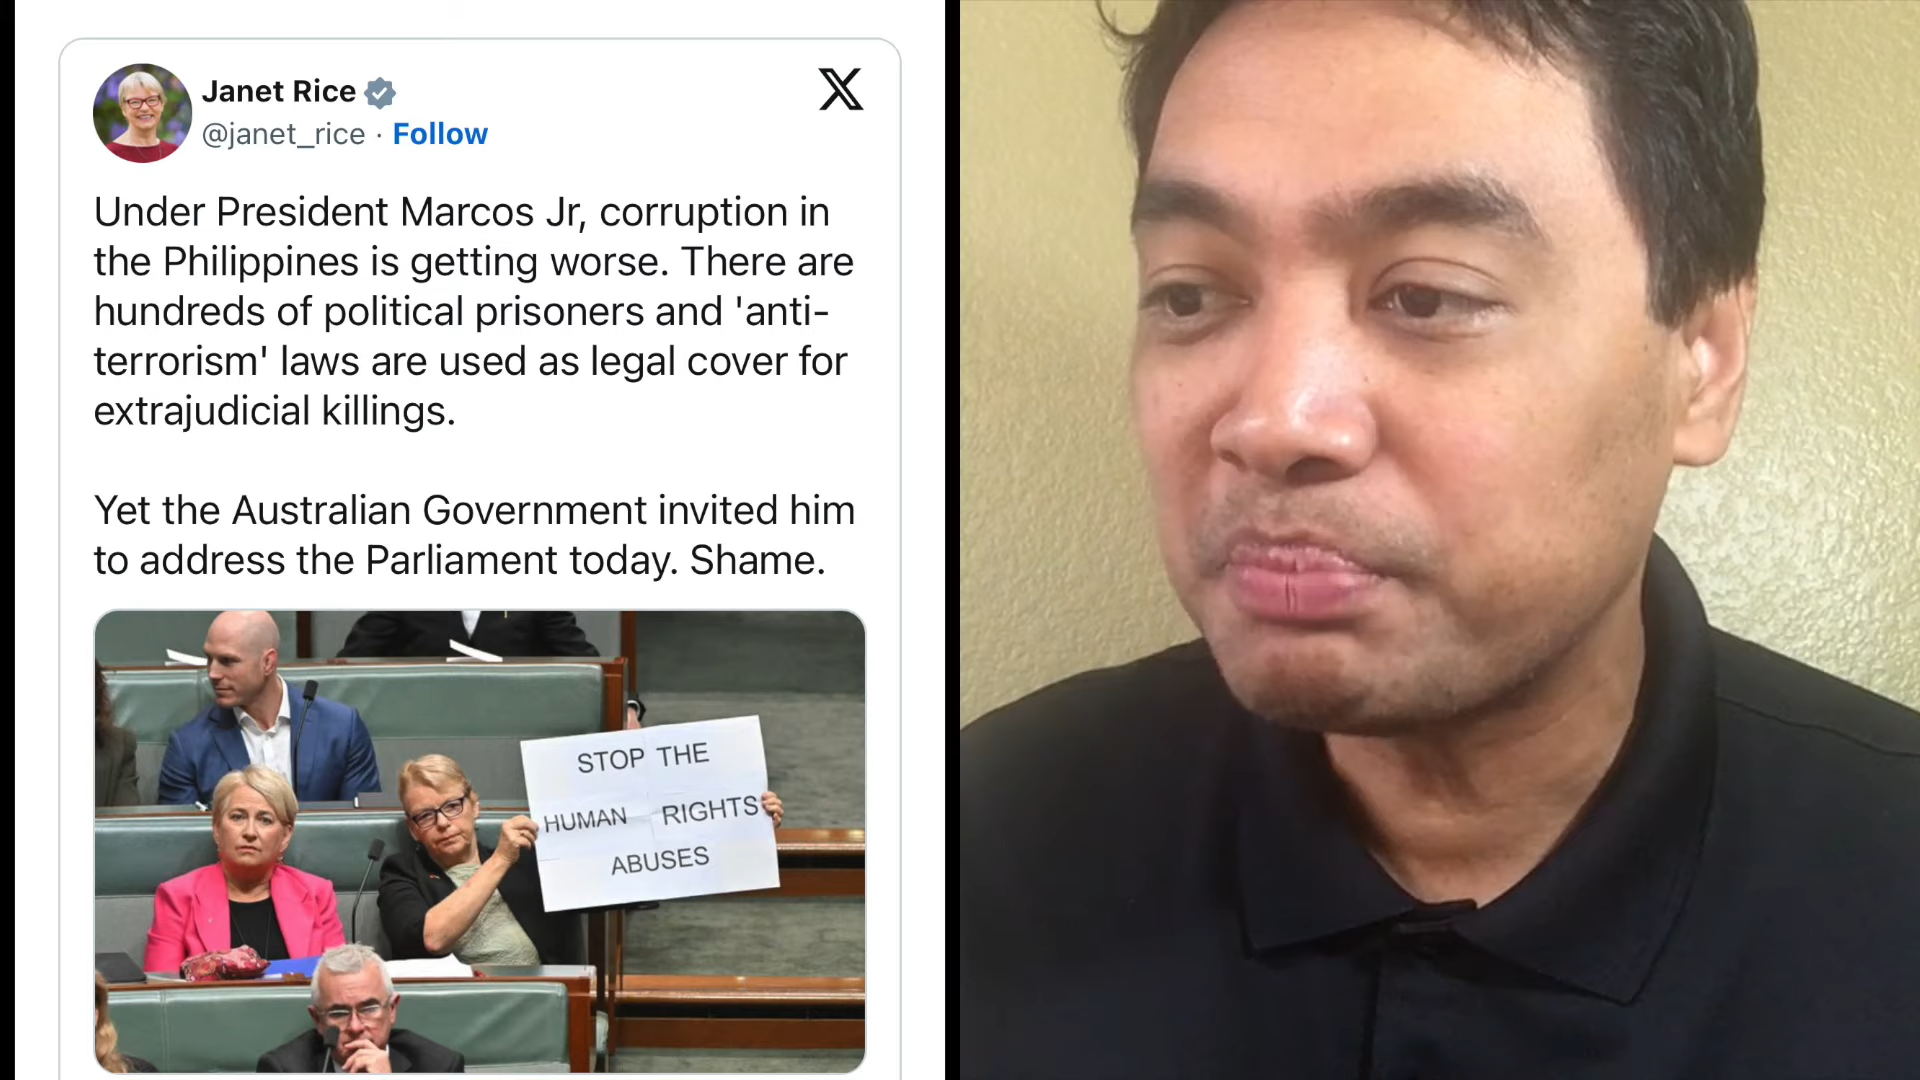 Janet Rice
@janet_rice · Follow
Under President Marcos Jr, corruption in
the Philippines is getting worse. There are
hundreds of political prisoners and 'anti-
terrorism' laws are used as legal cover for
extrajudicial killings.
Yet the Australian Government invited him
to address the Parliament today. Shame.
STOP THE
HUMAN RIGHTS
ABUSES